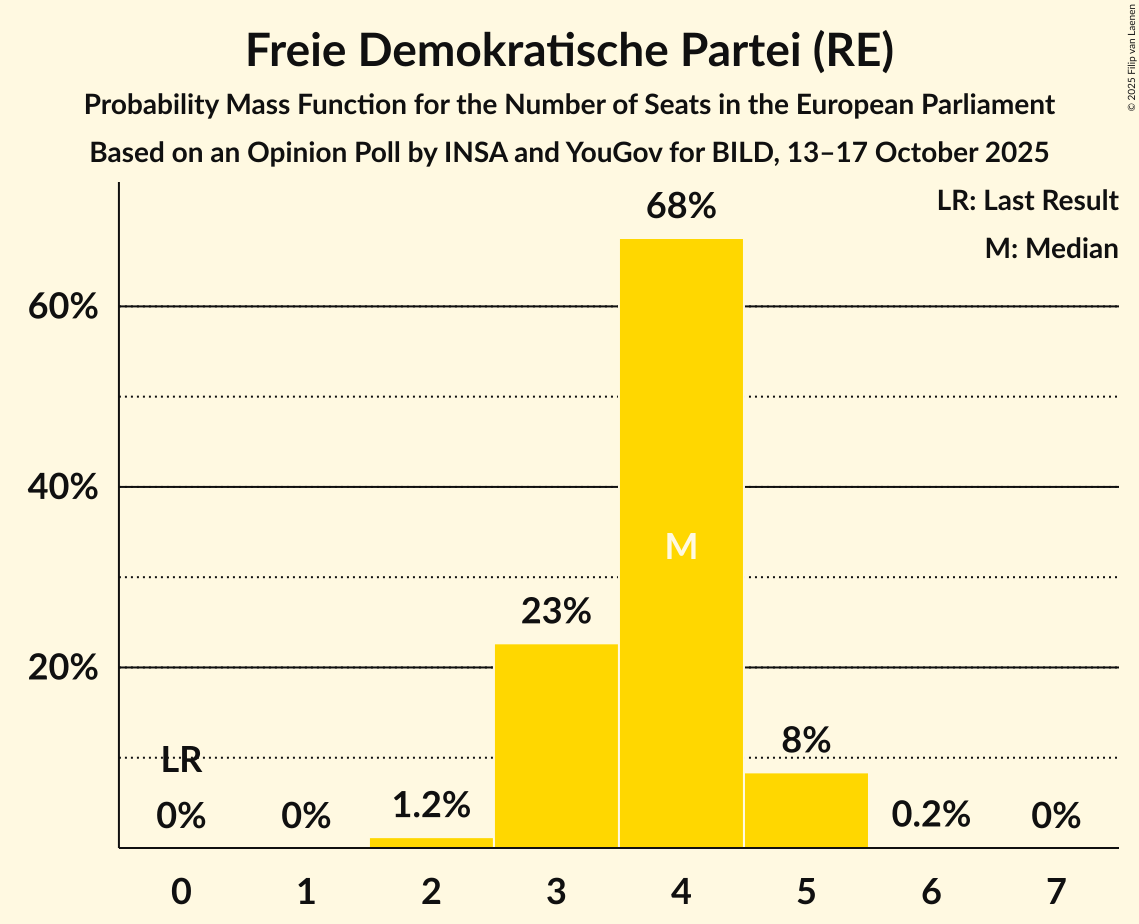 Freie Demokratische Partei (RE)
Probability Mass Function for the Number of Seats in the European Parliament
Based on an Opinion Poll by INSA and YouGov for BILD, 13–17 October 2025
© 2025 Filip van Laenen
LR: Last Result
M: Median
68%
60%
40%
M
23%
20%
8%
LR
0%
0%
1.2%
0.2%
0%
0 1 2 3 4 5 6 7